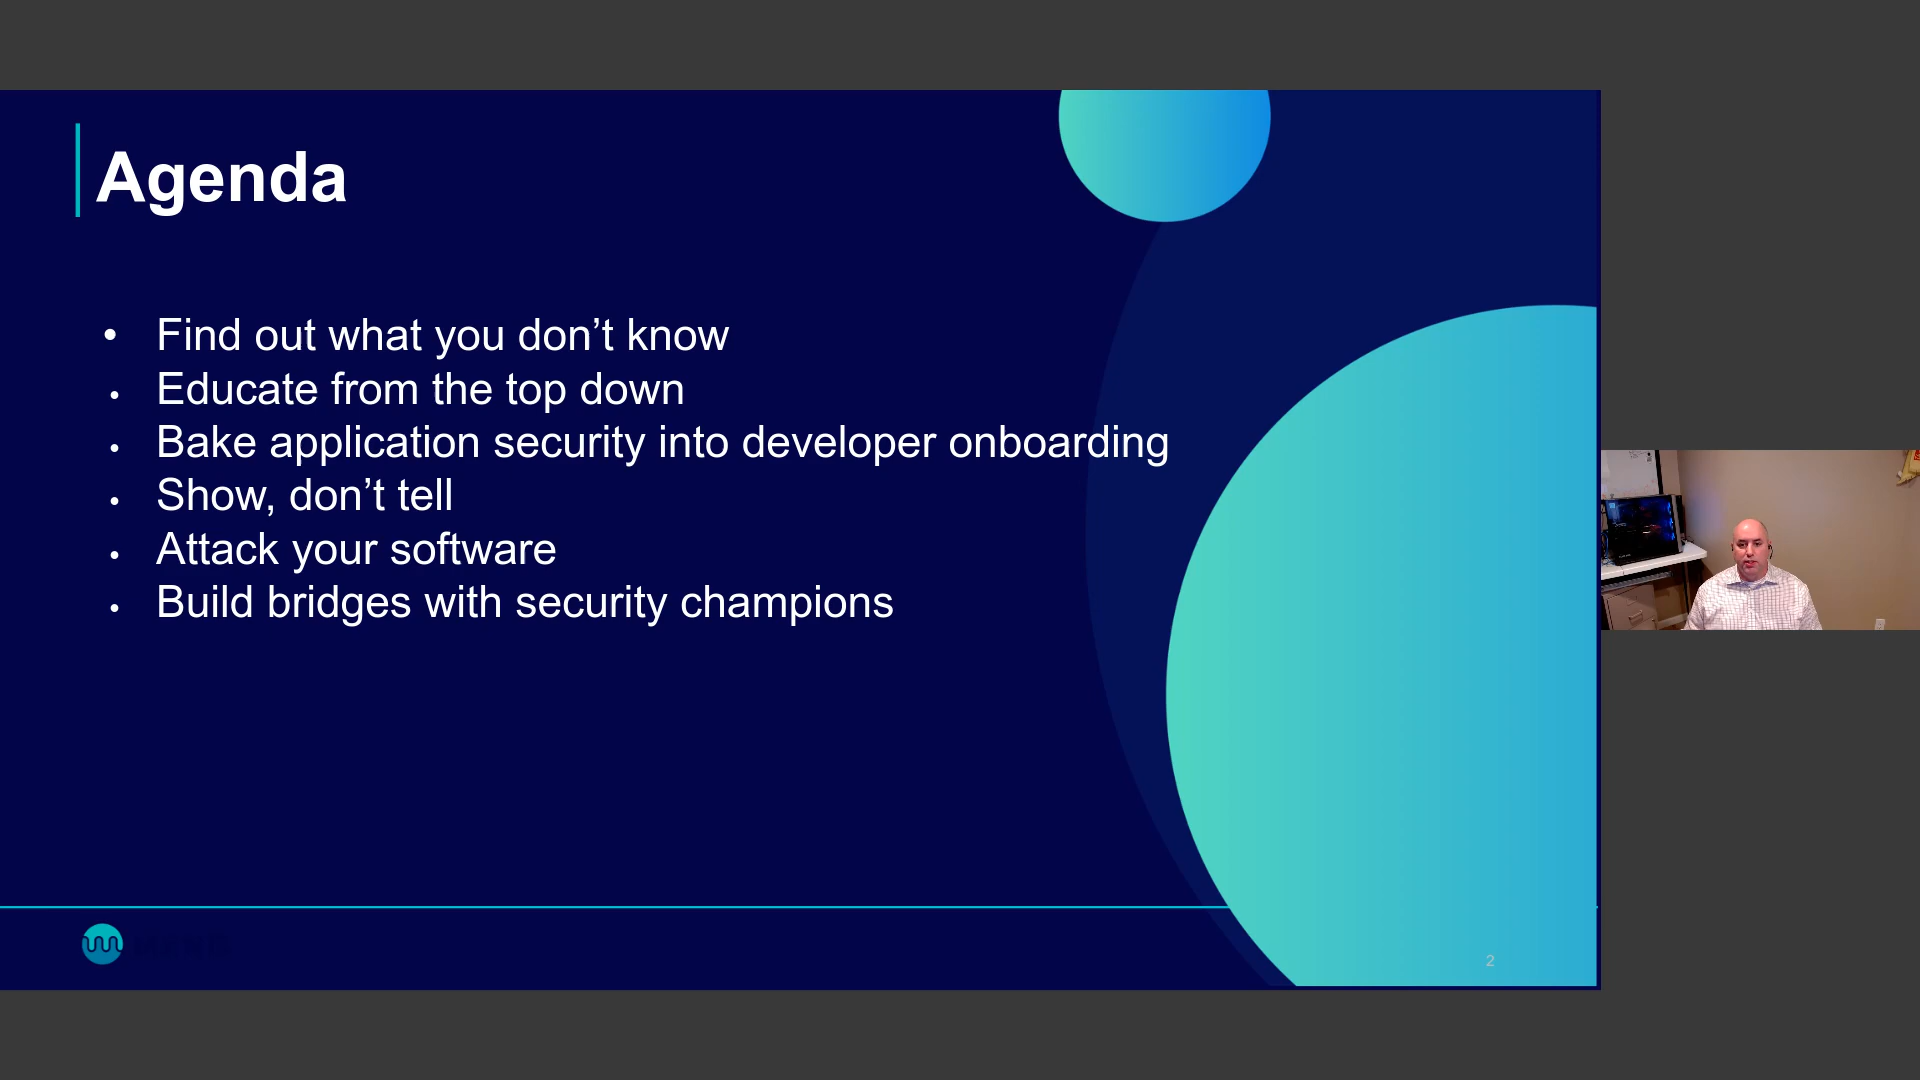 Agenda
• Find out what you don’t know
• Educate from the top down
• Bake application security into developer onboarding
• Show, don’t tell
• Attack your software
• Build bridges with security champions
2